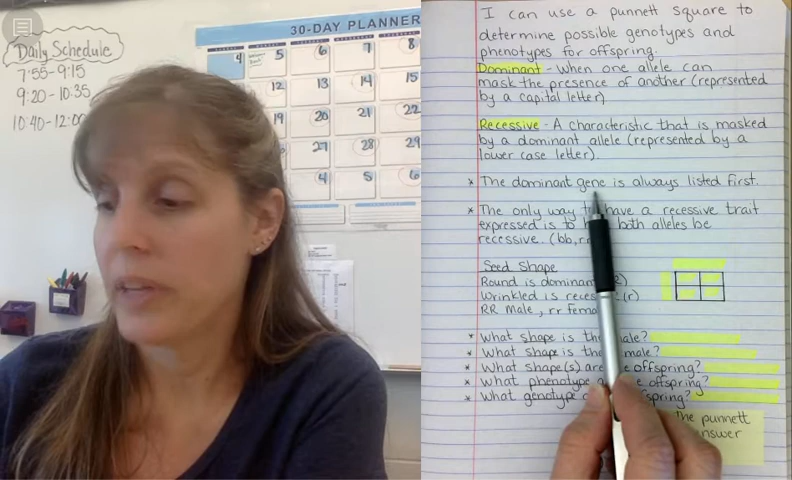 Daily Schedule
7:55-9:15
9:20-10:35
10:40-12:00
30-DAY PLANNER
4 5 6 7 8
12 13 14 15
19 20 21 22
27 28 29
4 5 6
I can use a punnett square to
determine possible genotypes and
phenotypes for offspring.
Dominant - When one allele can
mask the presence of another (represented
by a capital letter)
Recessive - A characteristic that is masked
by a dominant allele (represented by a
lower case letter).
* The dominant gene is always listed first.
* The only way to have a recessive trait
expressed is to both alleles be
recessive. (bb,
Seed Shape
Round is dominant
Wrinkled is (r)
RR Male, rr
* What shape is the male?
* What shape is the
* What shape(s) are offspring?
* What phenotype offspring?
* What genotype
The punnett
answer